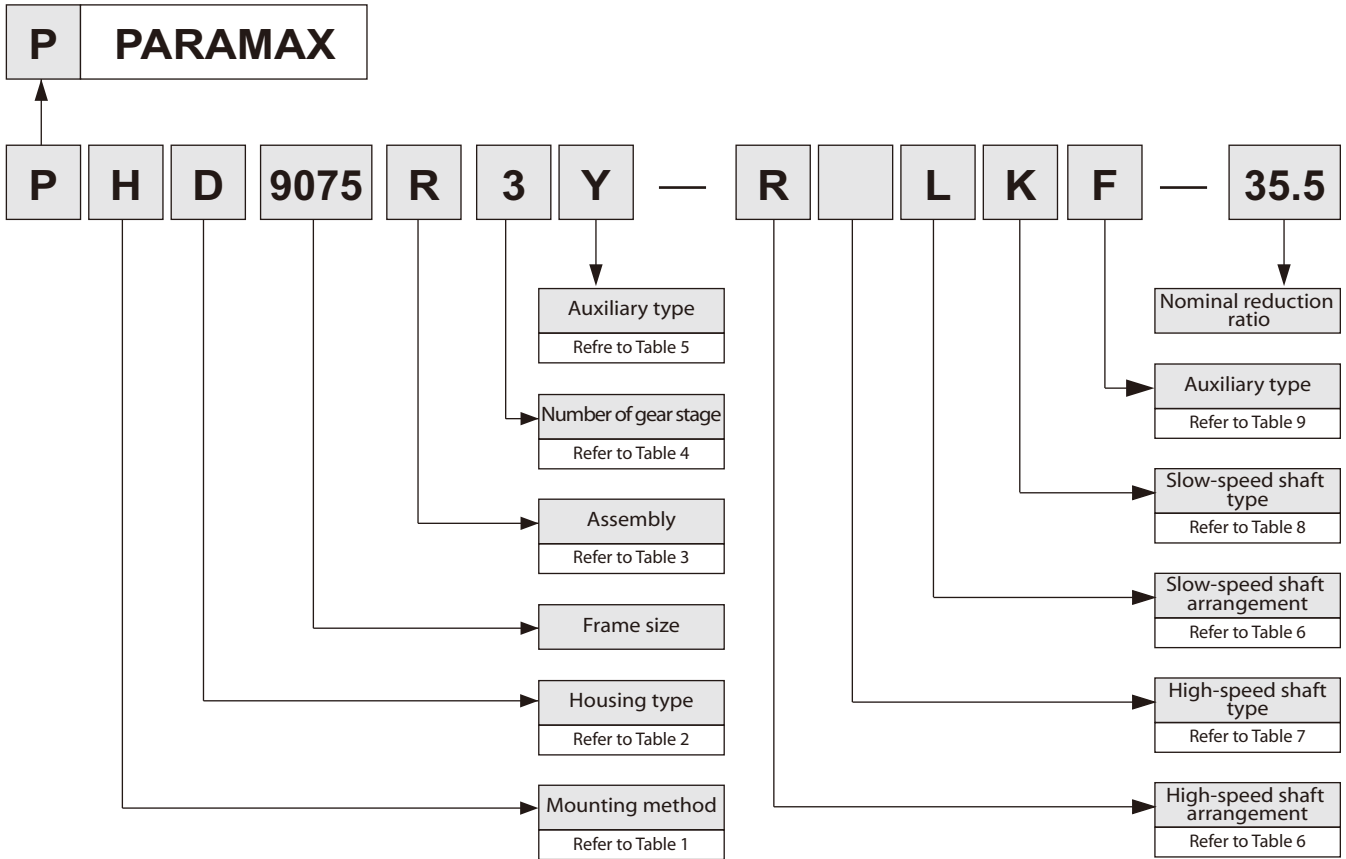 P PARAMAX
P H D 9075 R 3 Y — R L K F — 35.5
Auxiliary type
Refre to Table 5
Number of gear stage
Refer to Table 4
Assembly
Refer to Table 3
Frame size
Housing type
Refer to Table 2
Mounting method
Refer to Table 1
Nominal reduction
ratio
Auxiliary type
Refer to Table 9
Slow-speed shaft
type
Refer to Table 8
Slow-speed shaft
arrangement
Refer to Table 6
High-speed shaft
type
Refer to Table 7
High-speed shaft
arrangement
Refer to Table 6